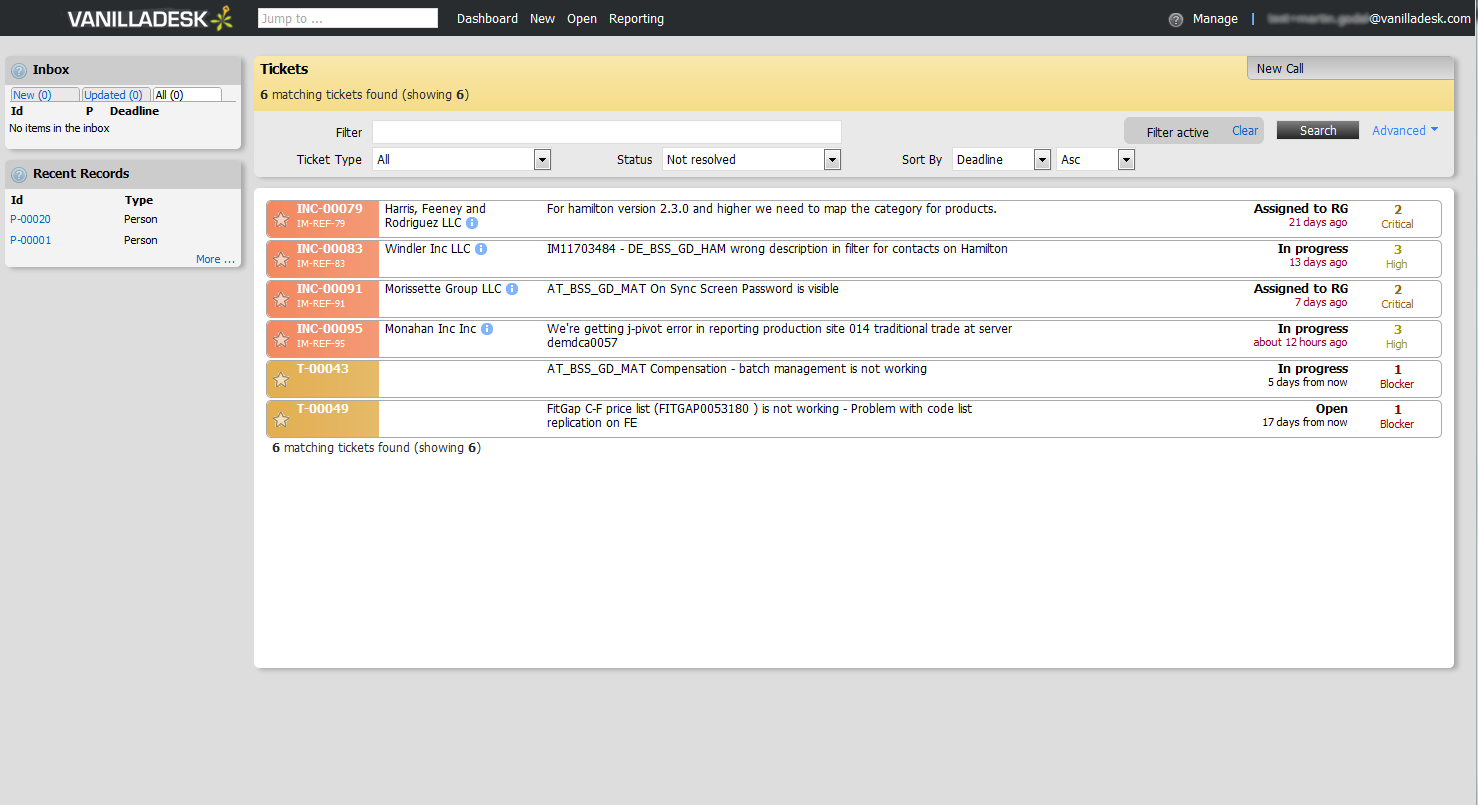 VANILLADESK
Jump to ...
Dashboard New Open Reporting
? Manage | @vanilladesk.com
? Inbox
New (0) Updated (0) All (0)
Id P Deadline
No items in the inbox
? Recent Records
Id Type
P-00020 Person
P-00001 Person
More ...
Tickets
New Call
6 matching tickets found (showing 6)
Filter Filter active Clear Search Advanced
Ticket Type All Status Not resolved Sort By Deadline Asc
INC-00079 Harris, Feeney and For hamilton version 2.3.0 and higher we need to map the category for products. Assigned to RG 2
IM-REF-79 Rodriguez LLC i 21 days ago Critical
INC-00083 Windler Inc LLC i IM11703484 - DE_BSS_GD_HAM wrong description in filter for contacts on Hamilton In progress 3
IM-REF-83 13 days ago High
INC-00091 Morissette Group LLC i AT_BSS_GD_MAT On Sync Screen Password is visible Assigned to RG 2
IM-REF-91 7 days ago Critical
INC-00095 Monahan Inc Inc i We're getting j-pivot error in reporting production site 014 traditional trade at server In progress 3
IM-REF-95 demdca0057 about 12 hours ago High
T-00043 AT_BSS_GD_MAT Compensation - batch management is not working In progress 1
5 days from now Blocker
T-00049 FitGap C-F price list (FITGAP0053180 ) is not working - Problem with code list Open 1
replication on FE 17 days from now Blocker
6 matching tickets found (showing 6)